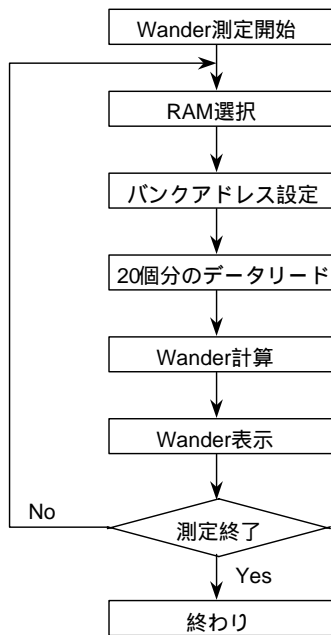 Wander測定開始
RAM選択
バンクアドレス設定
20個分のデータリード
Wander計算
Wander表示
No
測定終了
Yes
終わり